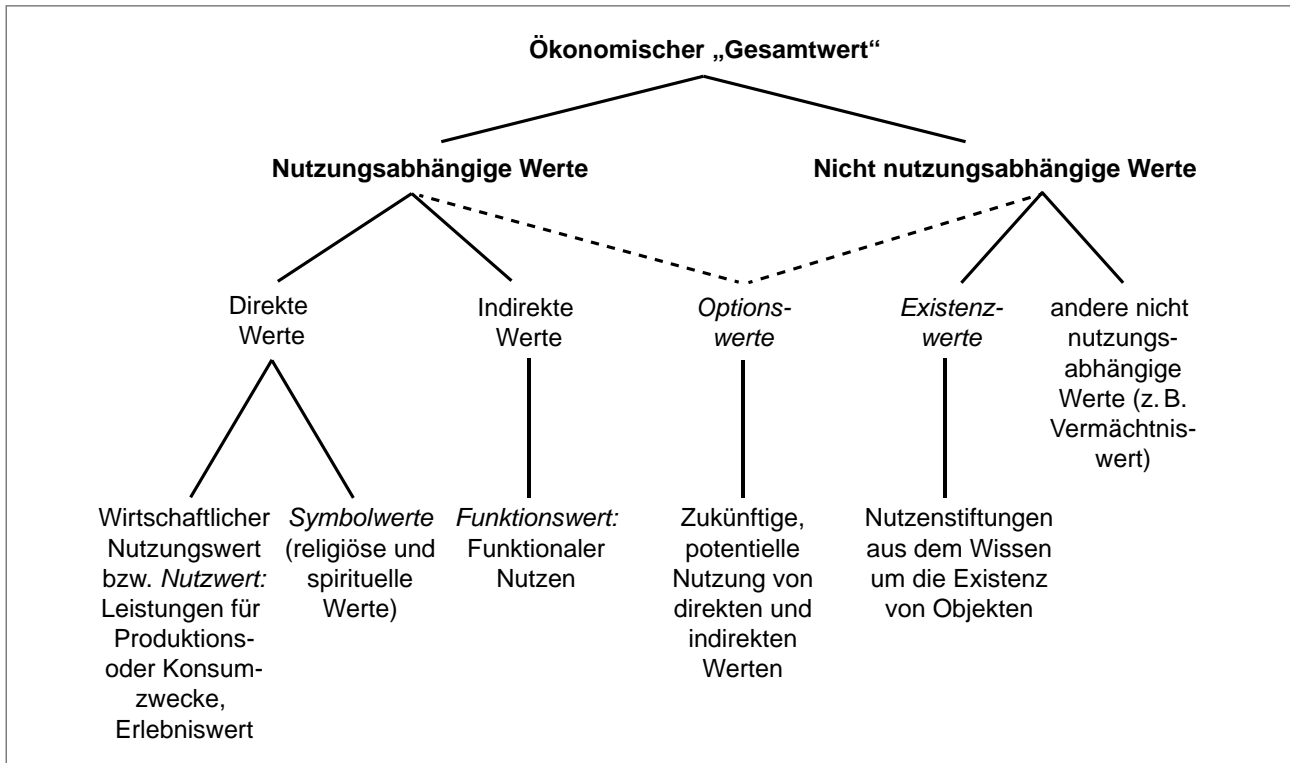 Ökonomischer „Gesamtwert“
Nutzungsabhängige Werte
Nicht nutzungsabhängige Werte
Direkte
Werte
Indirekte
Werte
Options-
werte
Existenz-
werte
andere nicht
nutzungs-
abhängige
Werte (z. B.
Vermächtnis-
wert)
Wirtschaftlicher
Nutzungswert
bzw. Nutzwert:
Leistungen für
Produktions-
oder Konsum-
zwecke,
Erlebniswert
Symbolwerte
(religiöse und
spirituelle
Werte)
Funktionswert:
Funktionaler
Nutzen
Zukünftige,
potentielle
Nutzung von
direkten und
indirekten
Werten
Nutzenstiftungen
aus dem Wissen
um die Existenz
von Objekten